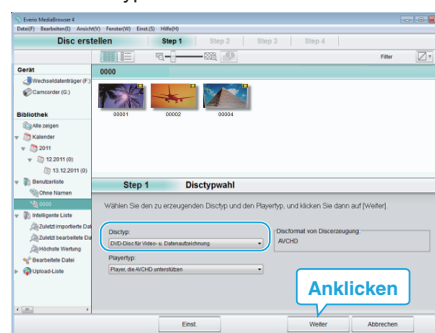 Everio MediaBrowser 4
Datei(F) Bearbeiten(E) Ansicht(V) Fenster(W) Einst.(S) Hilfe(H)
Disc erstellen Step 1 Step 2 Step 3 Step 4
Filter
Gerät
Wechseldatenträger (F:)
Camcorder (G:)
Bibliothek
Alle zeigen
Kalender
2011
12.2011 (0)
13.12.2011 (0)
Benutzerliste
Ohne Namen
0000
Intelligente Liste
Zuletzt importierte Dat
Zuletzt bearbeitete Dat
Höchste Wertung
Bearbeitete Datei
Upload-Liste
0000
00001 00002 00004
Step 1 Disctypwahl
Wählen Sie den zu erzeugenden Disctyp und den Playertyp, und klicken Sie dann auf [Weiter].
Disctyp:
DVD-Disc für Video- u. Datenaufzeichnung
Playertyp:
Player, die AVCHD unterstützen
Discformat von Discerzeugung:
AVCHD
Anklicken
Einst. Weiter Abbrechen